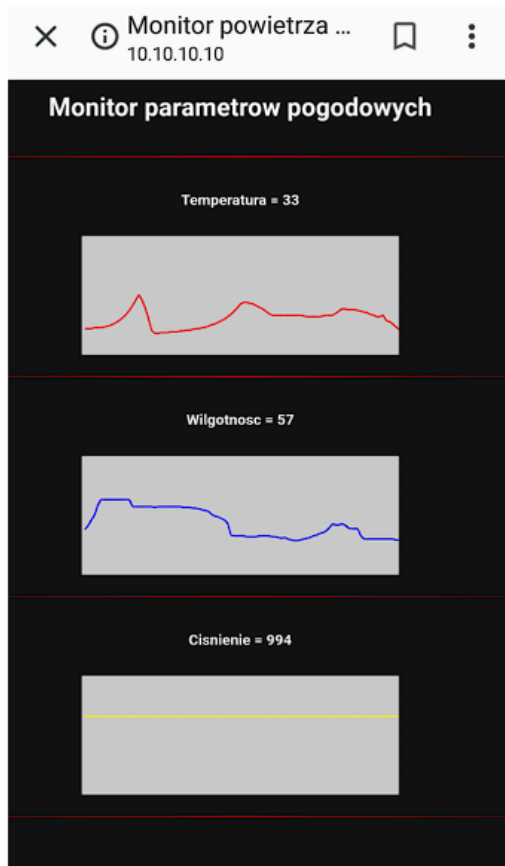 Monitor powietrza ...
10.10.10.10
Monitor parametrow pogodowych
Temperatura = 33
Wilgotnosc = 57
Cisnienie = 994